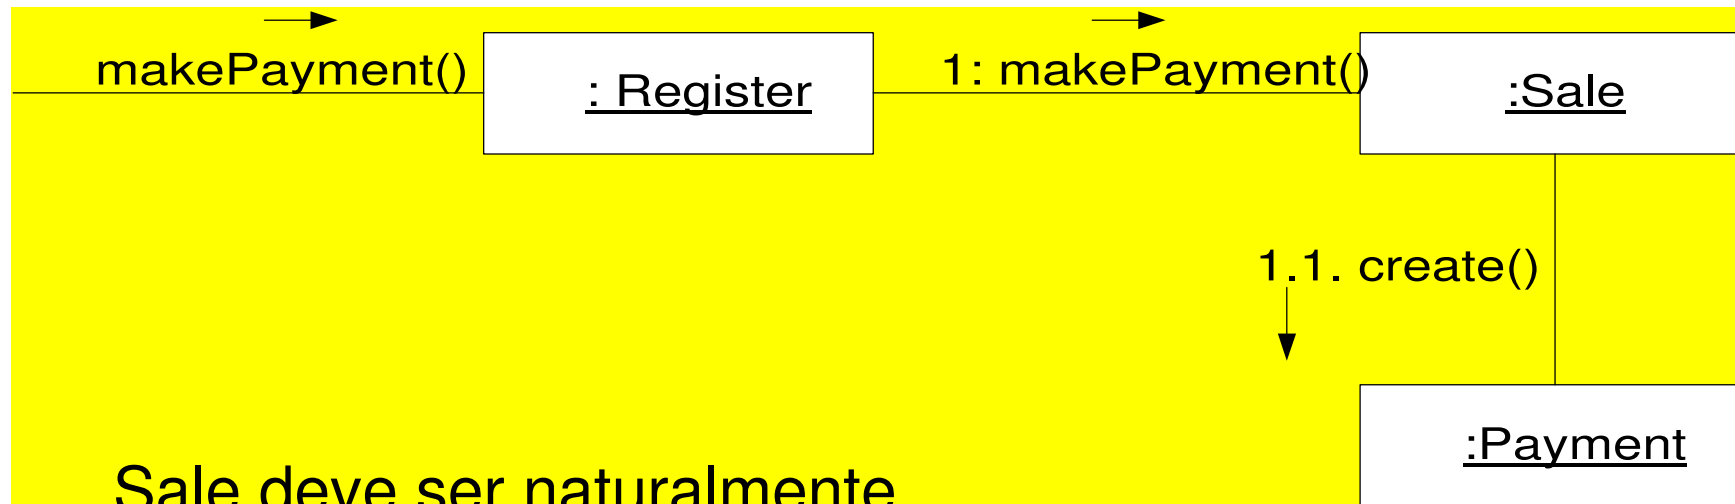 makePayment()
: Register
1: makePayment()
:Sale
1.1. create()
:Payment
Sale deve ser naturalmente